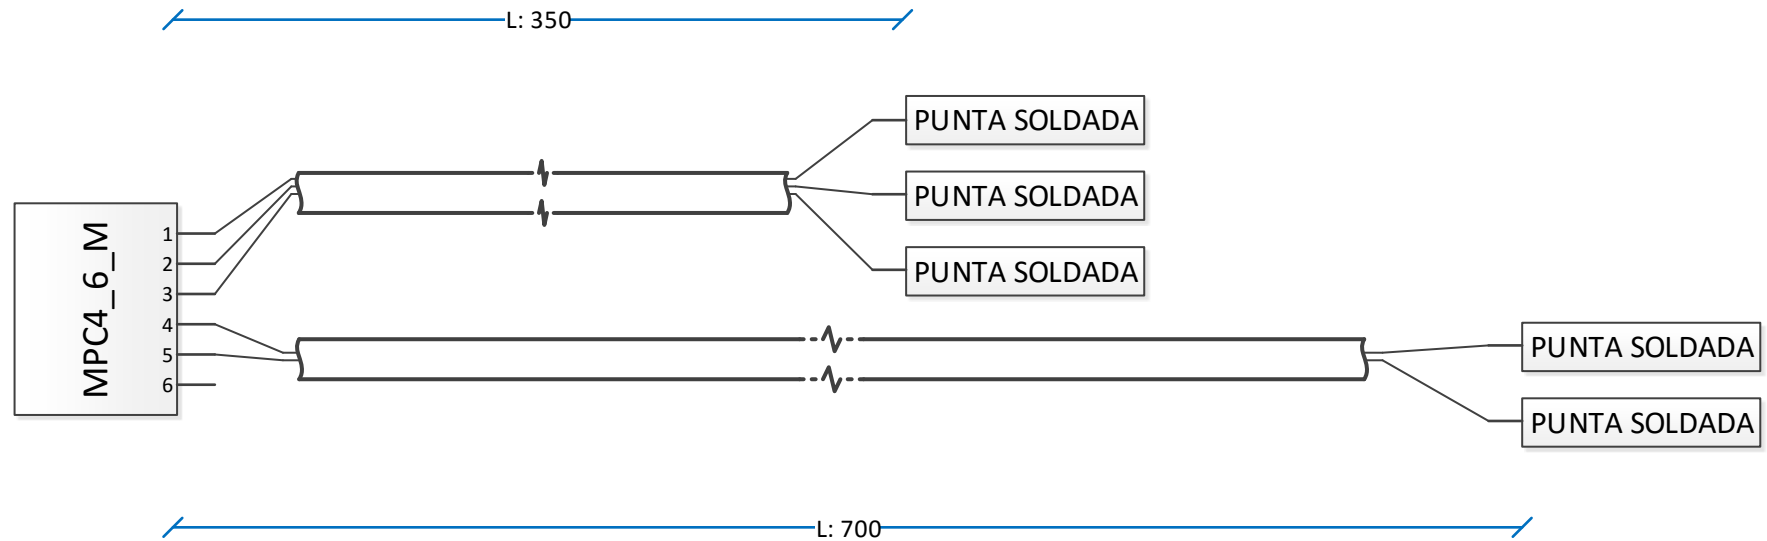 L: 350
PUNTA SOLDADA
PUNTA SOLDADA
PUNTA SOLDADA
MPC4_6_M
1
2
3
4
5
6
PUNTA SOLDADA
PUNTA SOLDADA
L: 700